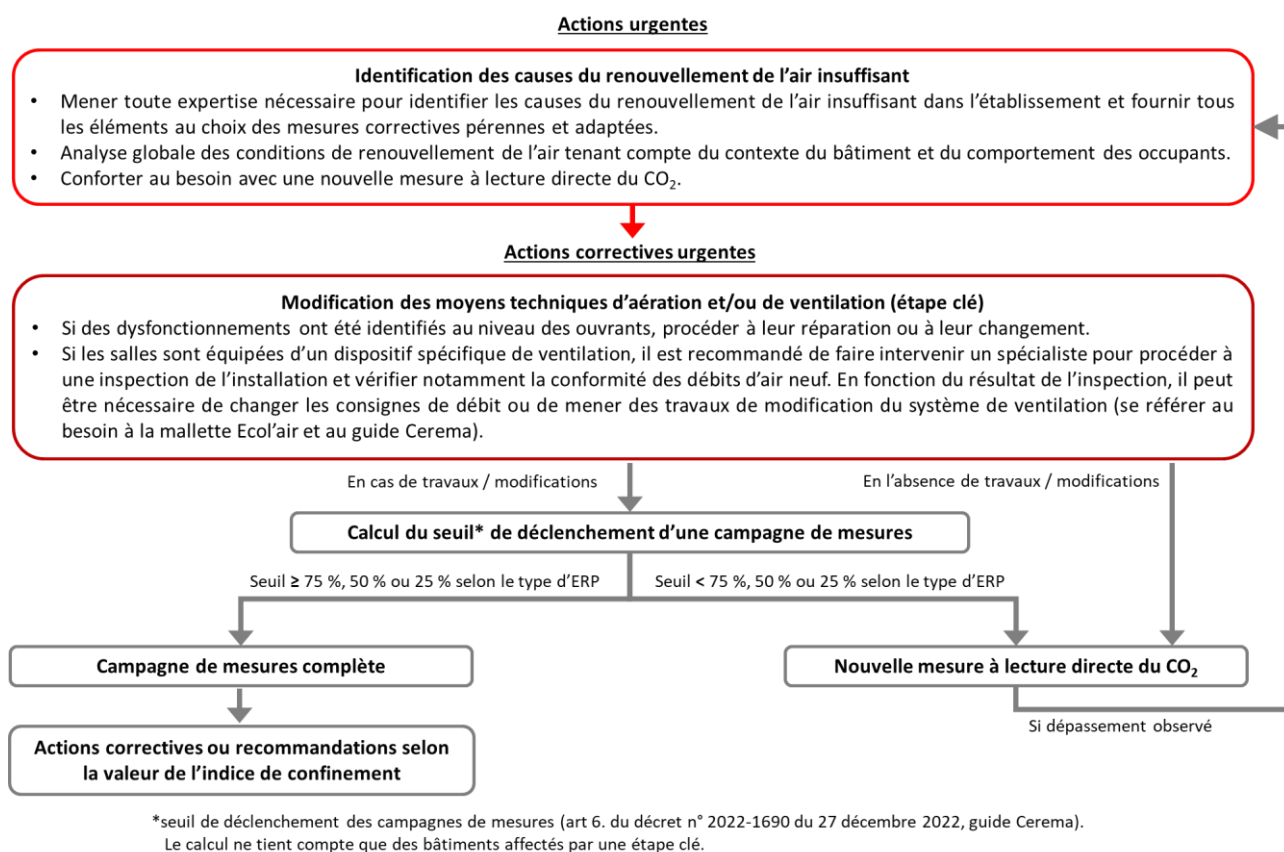 Actions urgentes
Identification des causes du renouvellement de l’air insuffisant
• Mener toute expertise nécessaire pour identifier les causes du renouvellement de l’air insuffisant dans l’établissement et fournir tous
les éléments au choix des mesures correctives pérennes et adaptées.
• Analyse globale des conditions de renouvellement de l’air tenant compte du contexte du bâtiment et du comportement des occupants.
• Conforter au besoin avec une nouvelle mesure à lecture directe du CO₂.
Actions correctives urgentes
Modification des moyens techniques d’aération et/ou de ventilation (étape clé)
• Si des dysfonctionnements ont été identifiés au niveau des ouvrants, procéder à leur réparation ou à leur changement.
• Si les salles sont équipées d’un dispositif spécifique de ventilation, il est recommandé de faire intervenir un spécialiste pour procéder à
une inspection de l’installation et vérifier notamment la conformité des débits d’air neuf. En fonction du résultat de l’inspection, il peut
être nécessaire de changer les consignes de débit ou de mener des travaux de modification du système de ventilation (se référer au
besoin à la mallette Ecol’air et au guide Cerema).
En cas de travaux / modifications
En l’absence de travaux / modifications
Calcul du seuil* de déclenchement d’une campagne de mesures
Seuil ≥ 75 %, 50 % ou 25 % selon le type d’ERP
Seuil < 75 %, 50 % ou 25 % selon le type d’ERP
Campagne de mesures complète
Nouvelle mesure à lecture directe du CO₂
Si dépassement observé
Actions correctives ou recommandations selon
la valeur de l’indice de confinement
*seuil de déclenchement des campagnes de mesures (art 6. du décret n° 2022-1690 du 27 décembre 2022, guide Cerema).
Le calcul ne tient compte que des bâtiments affectés par une étape clé.